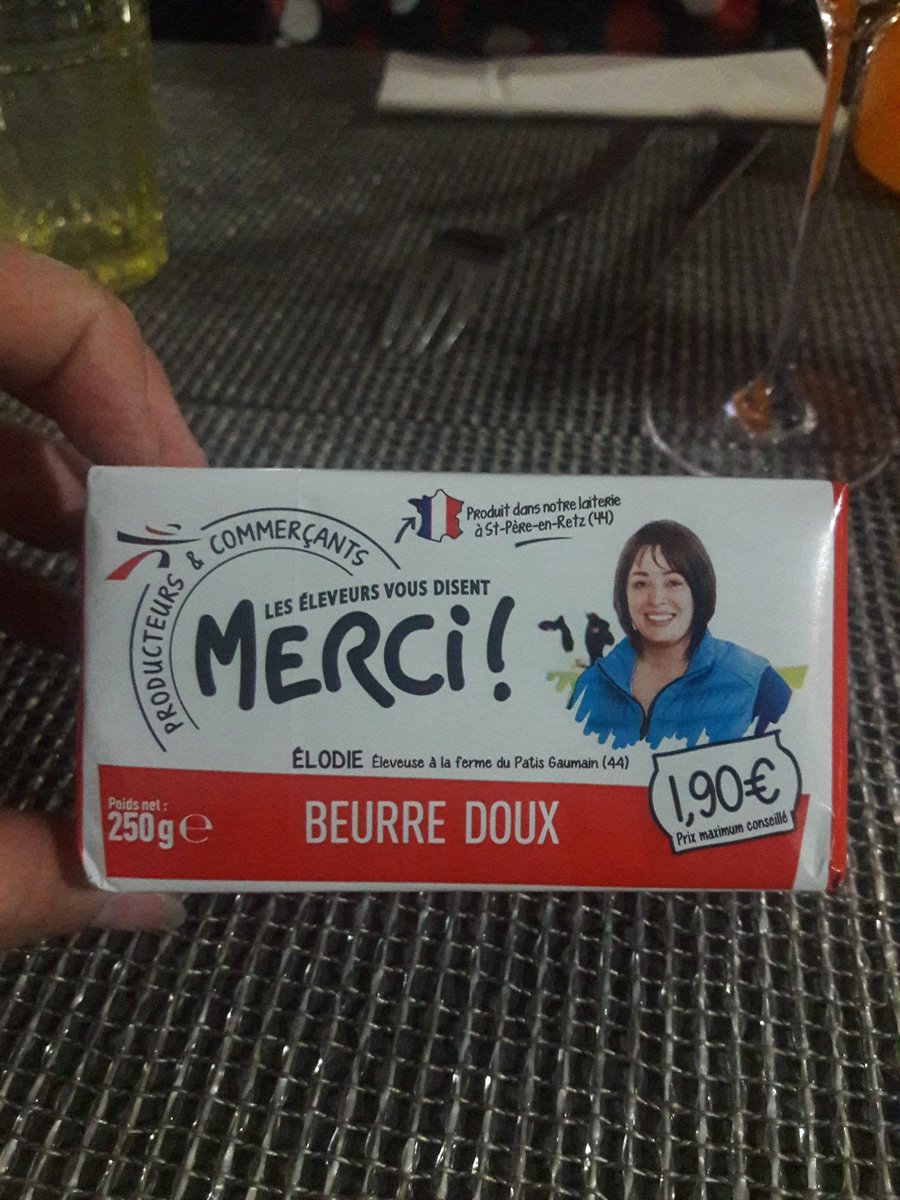 PRODUCTEURS & COMMERÇANTS
Produit dans notre laiterie
à St-Père-en-Retz (44)
LES ÉLEVEURS VOUS DISENT
MERCi !
ÉLODIE Éleveuse à la ferme du Patis Gaumain (44)
Poids net :
250 g e
BEURRE DOUX
1,90€
Prix maximum conseillé